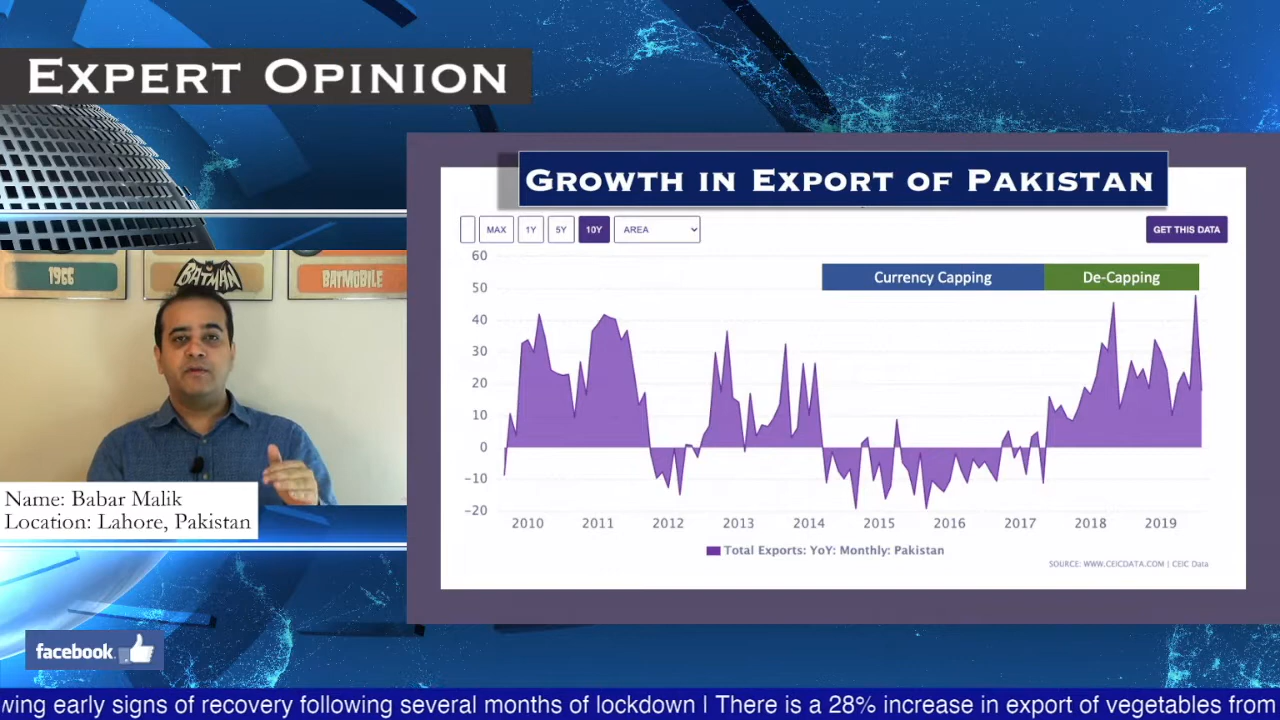 EXPERT OPINION
GROWTH IN EXPORT OF PAKISTAN
MAX 1Y 5Y 10Y AREA GET THIS DATA
60
50
40
30
20
10
0
−10
−20
Currency Capping De-Capping
2010 2011 2012 2013 2014 2015 2016 2017 2018 2019
Total Exports: YoY: Monthly: Pakistan
SOURCE: WWW.CEICDATA.COM | CEIC Data
1966
BATMAN
BATMOBILE
Name: Babar Malik
Location: Lahore, Pakistan
facebook.
wing early signs of recovery following several months of lockdown | There is a 28% increase in export of vegetables from